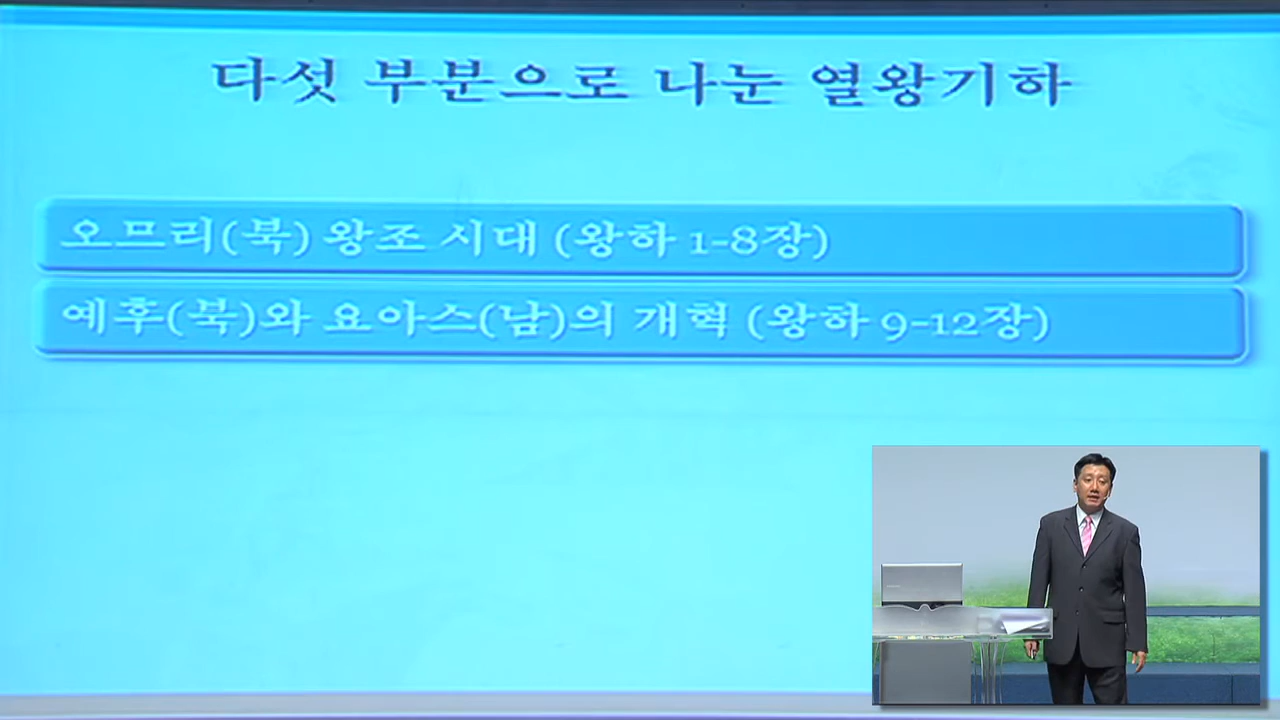 다섯 부분으로 나눈 열왕기하
오므리(북) 왕조 시대 (왕하 1-8장)
예후(북)와 요아스(남)의 개혁 (왕하 9-12장)